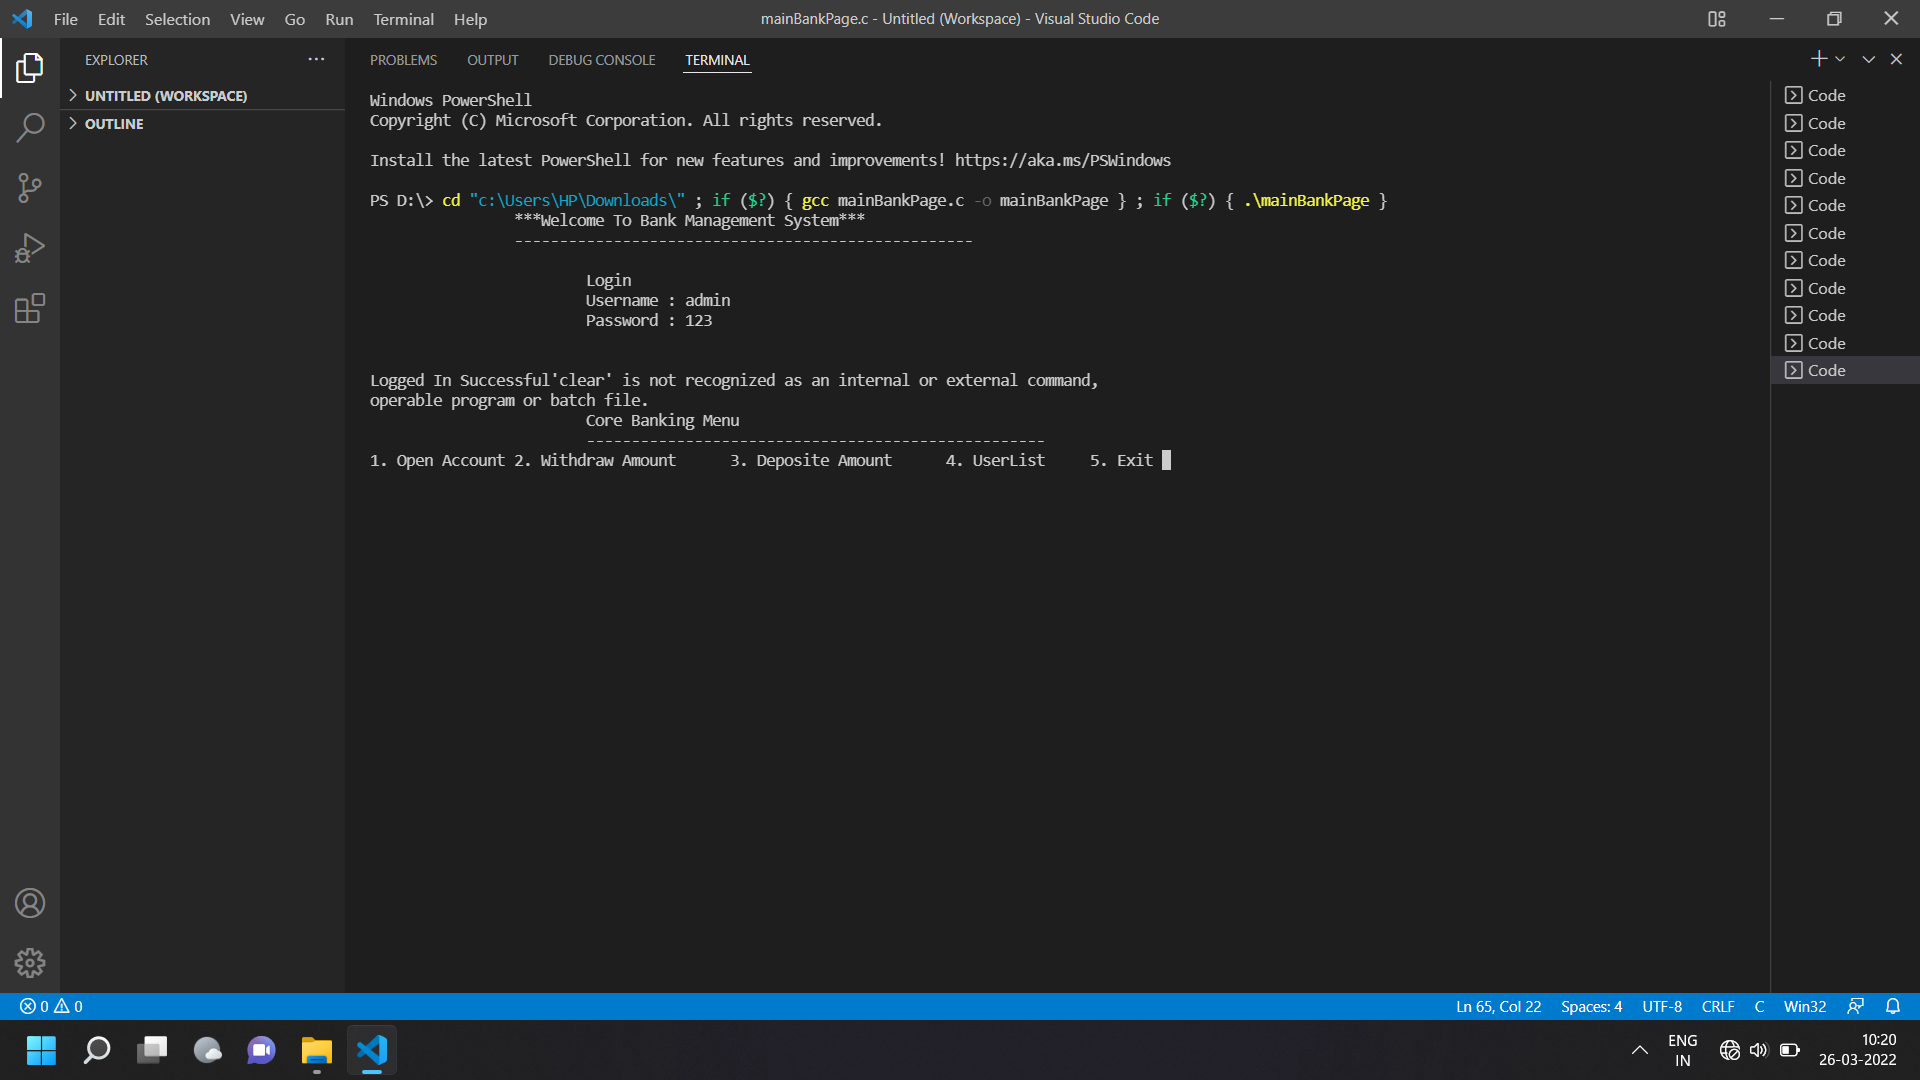 File Edit Selection View Go Run Terminal Help
mainBankPage.c - Untitled (Workspace) - Visual Studio Code
EXPLORER
UNTITLED (WORKSPACE)
OUTLINE
PROBLEMS OUTPUT DEBUG CONSOLE TERMINAL
Windows PowerShell
Copyright (C) Microsoft Corporation. All rights reserved.
Install the latest PowerShell for new features and improvements! https://aka.ms/PSWindows
PS D:\> cd "c:\Users\HP\Downloads\" ; if ($?) { gcc mainBankPage.c -o mainBankPage } ; if ($?) { .\mainBankPage }
***Welcome To Bank Management System***
---------------------------------------------------
Login
Username : admin
Password : 123
Logged In Successful'clear' is not recognized as an internal or external command,
operable program or batch file.
Core Banking Menu
---------------------------------------------------
1. Open Account 2. Withdraw Amount 3. Deposite Amount 4. UserList 5. Exit
Code
Code
Code
Code
Code
Code
Code
Code
Code
Code
Code
0 0
Ln 65, Col 22 Spaces: 4 UTF-8 CRLF C Win32
ENG
IN
10:20
26-03-2022